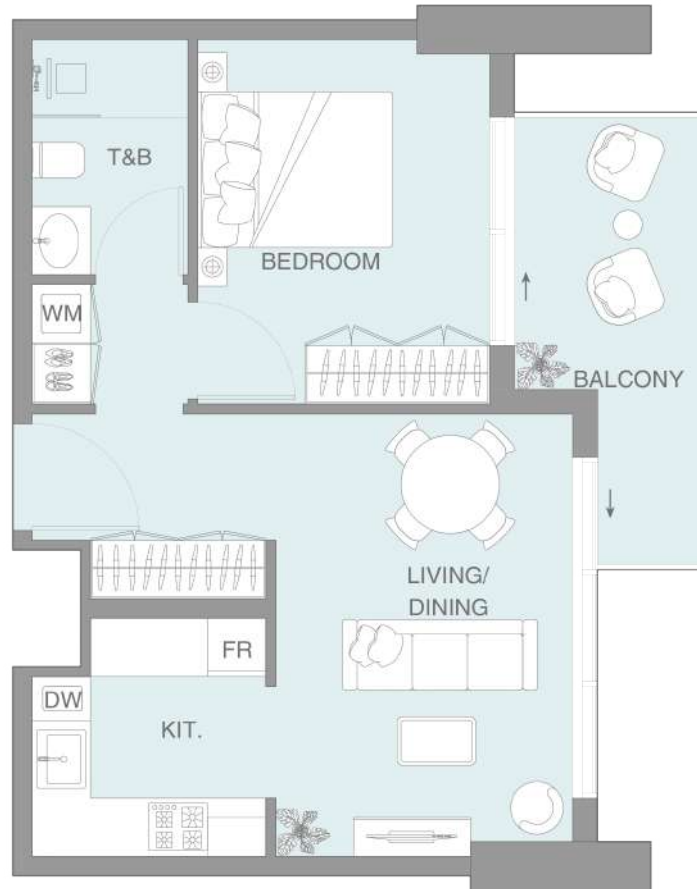 T&B
BEDROOM
WM
BALCONY
LIVING/
DINING
FR
DW
KIT.